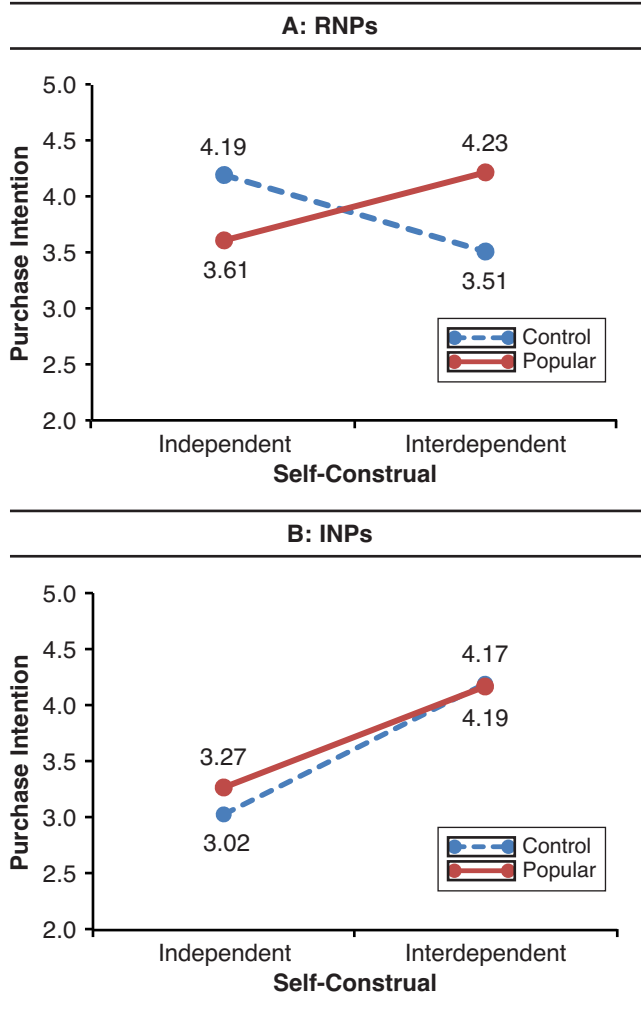 A: RNPs
Purchase Intention
5.0
4.5
4.0
3.5
3.0
2.5
2.0
4.19
4.23
3.61
3.51
Control
Popular
Independent Interdependent
Self-Construal
B: INPs
Purchase Intention
5.0
4.5
4.0
3.5
3.0
2.5
2.0
4.17
4.19
3.27
3.02
Control
Popular
Independent Interdependent
Self-Construal